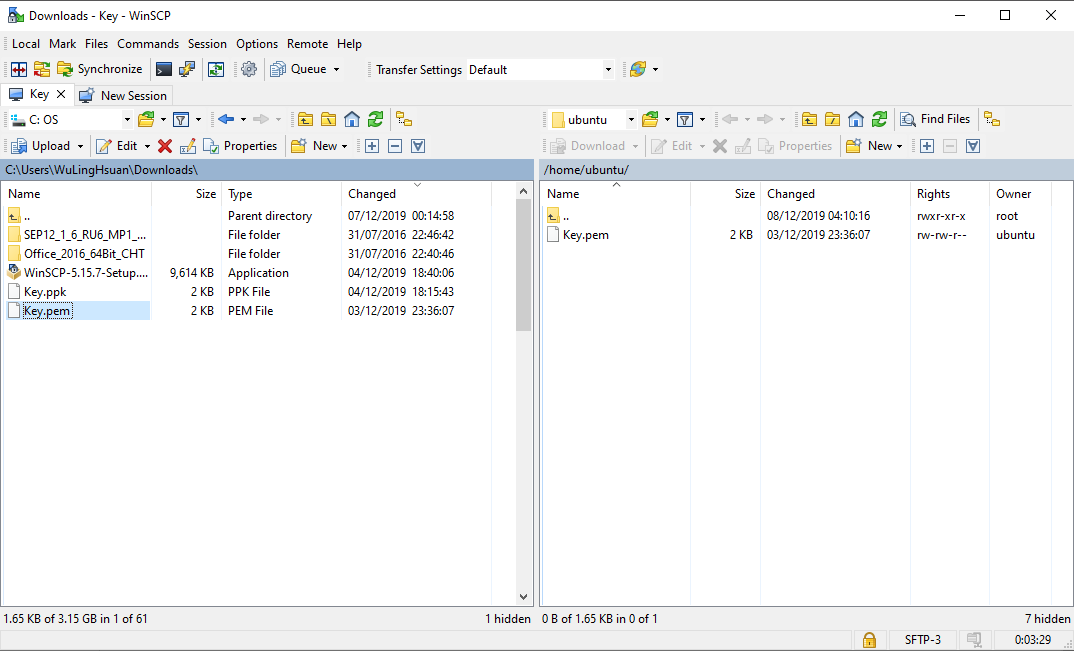 Downloads - Key - WinSCP
Local Mark Files Commands Session Options Remote Help
Synchronize Queue Transfer Settings Default
Key New Session
C: OS
ubuntu Find Files
Upload Edit Properties New
Download Edit Properties New
C:\Users\WuLingHsuan\Downloads\
Name Size Type Changed
.. Parent directory 07/12/2019 00:14:58
SEP12_1_6_RU6_MP1_... File folder 31/07/2016 22:46:42
Office_2016_64Bit_CHT File folder 31/07/2016 22:40:46
WinSCP-5.15.7-Setup.... 9,614 KB Application 04/12/2019 18:40:06
Key.ppk 2 KB PPK File 04/12/2019 18:15:43
Key.pem 2 KB PEM File 03/12/2019 23:36:07
1.65 KB of 3.15 GB in 1 of 61 1 hidden
/home/ubuntu/
Name Size Changed Rights Owner
.. 08/12/2019 04:10:16 rwxr-xr-x root
Key.pem 2 KB 03/12/2019 23:36:07 rw-rw-r-- ubuntu
0 B of 1.65 KB in 0 of 1 7 hidden
SFTP-3 0:03:29